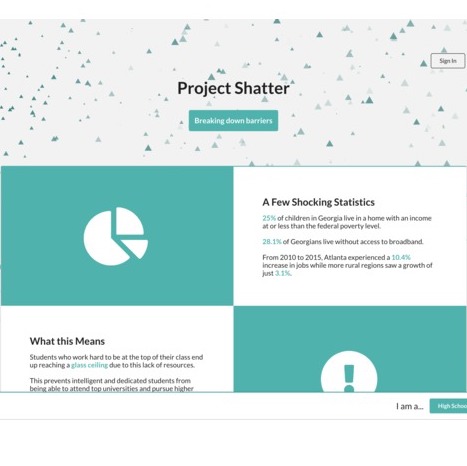 Sign In
Project Shatter
Breaking down barriers
A Few Shocking Statistics
25% of children in Georgia live in a home with an income
at or less than the federal poverty level.
28.1% of Georgians live without access to broadband.
From 2010 to 2015, Atlanta experienced a 10.4%
increase in jobs while more rural regions saw a growth of
just 3.1%.
What this Means
Students who work hard to be at the top of their class end
up reaching a glass ceiling due to this lack of resources.
This prevents intelligent and dedicated students from
being able to attend top universities and pursue higher
I am a...
High School